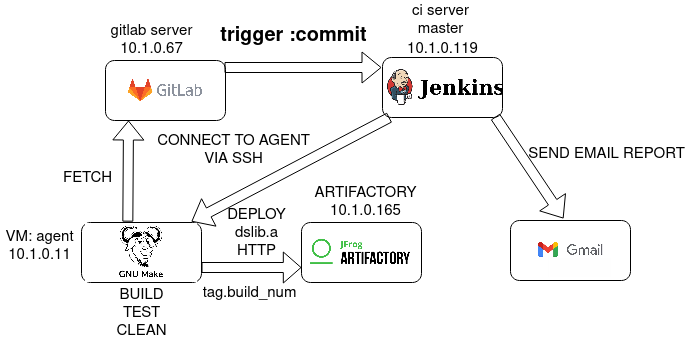 gitlab server
10.1.0.67
trigger :commit
ci server
master
10.1.0.119
GitLab
Jenkins
CONNECT TO AGENT
VIA SSH
FETCH
SEND EMAIL REPORT
ARTIFACTORY
10.1.0.165
VM: agent
10.1.0.11
GNU Make
DEPLOY
dslib.a
HTTP
JFrog
ARTIFACTORY
Gmail
tag.build_num
BUILD
TEST
CLEAN